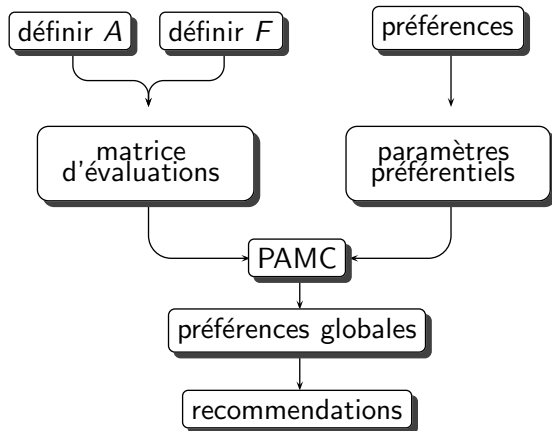 définir A
définir F
préférences
matrice
d'évaluations
paramètres
préférentiels
PAMC
préférences globales
recommendations